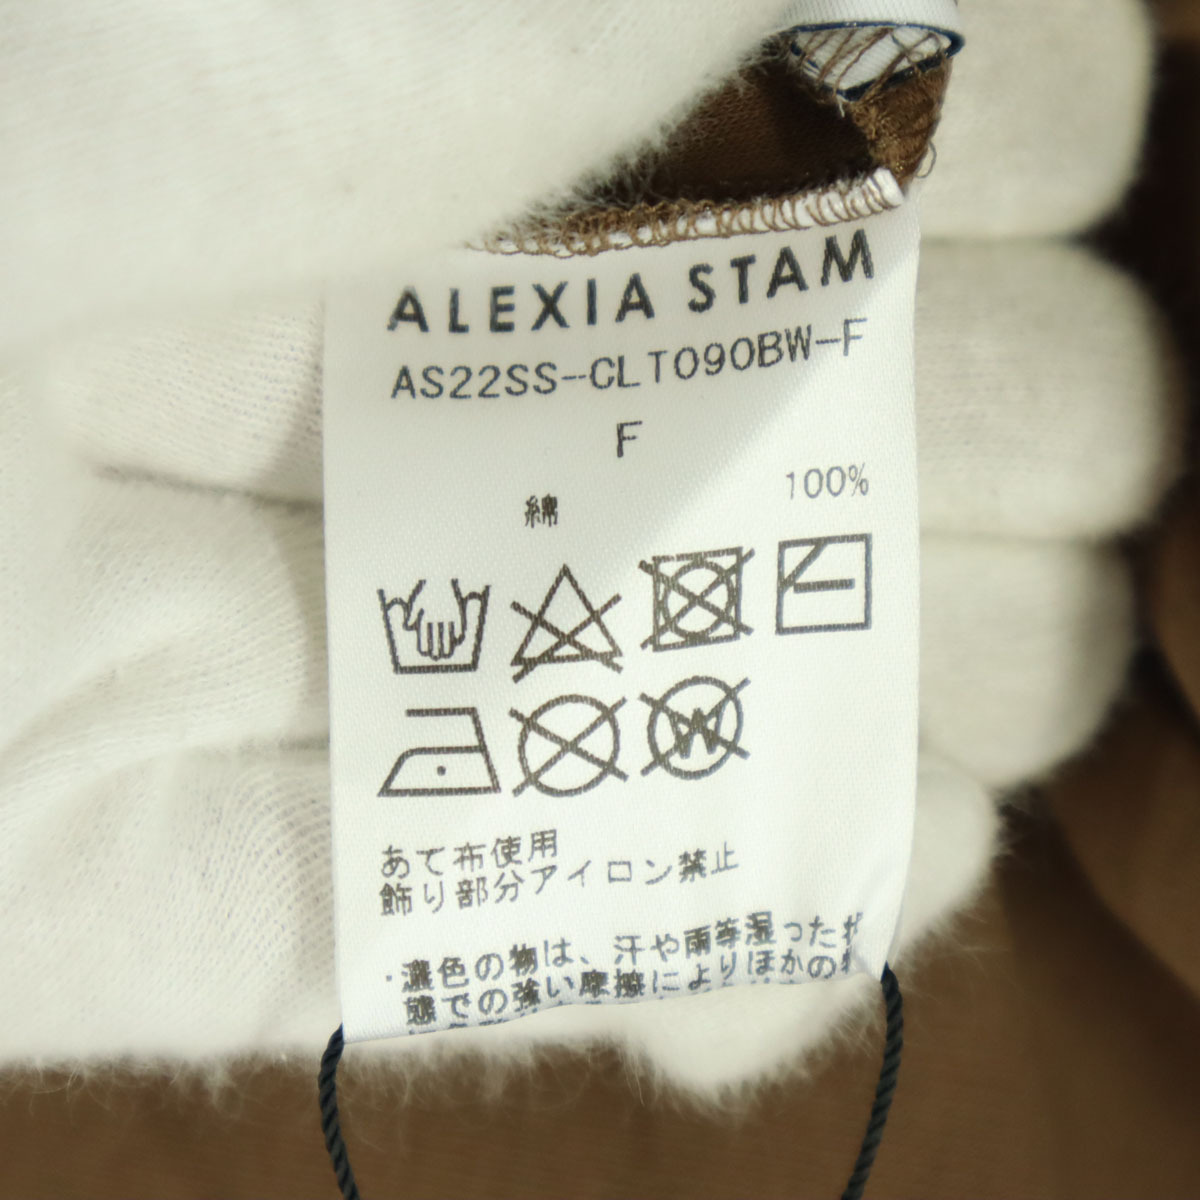 ALEXIA STAM
AS22SS-CLT090BW-F
F
綿 100%
W
あて布使用
飾り部分アイロン禁止
・濃色の物は、汗や雨等湿った状
態での強い摩擦によりほかの物